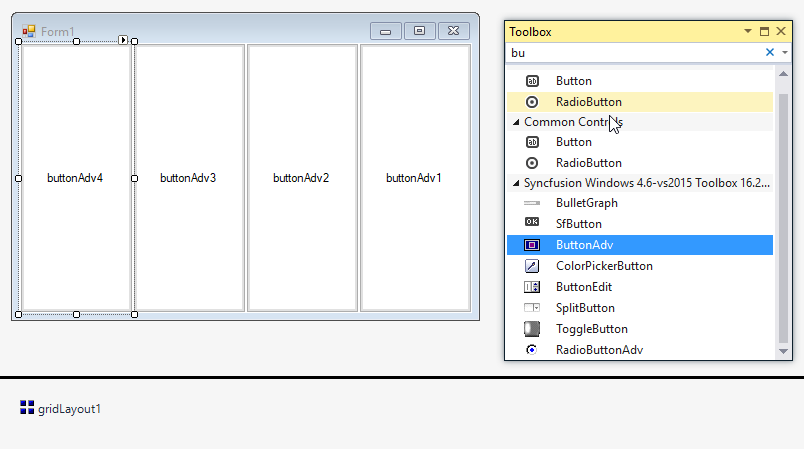 Form1
buttonAdv4
buttonAdv3
buttonAdv2
buttonAdv1
Toolbox
bu
Button
RadioButton
Common Controls
Button
RadioButton
Syncfusion Windows 4.6-vs2015 Toolbox 16.2...
BulletGraph
SfButton
ButtonAdv
ColorPickerButton
ButtonEdit
SplitButton
ToggleButton
RadioButtonAdv
gridLayout1